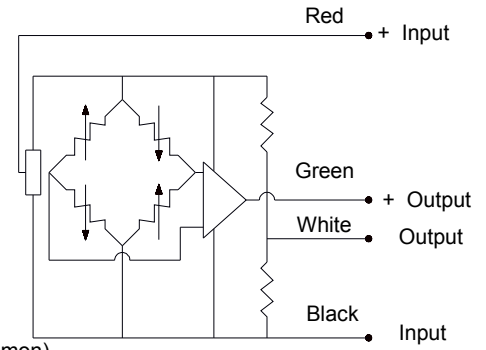 Red
+ Input
Green
+ Output
White
Output
Black
Input